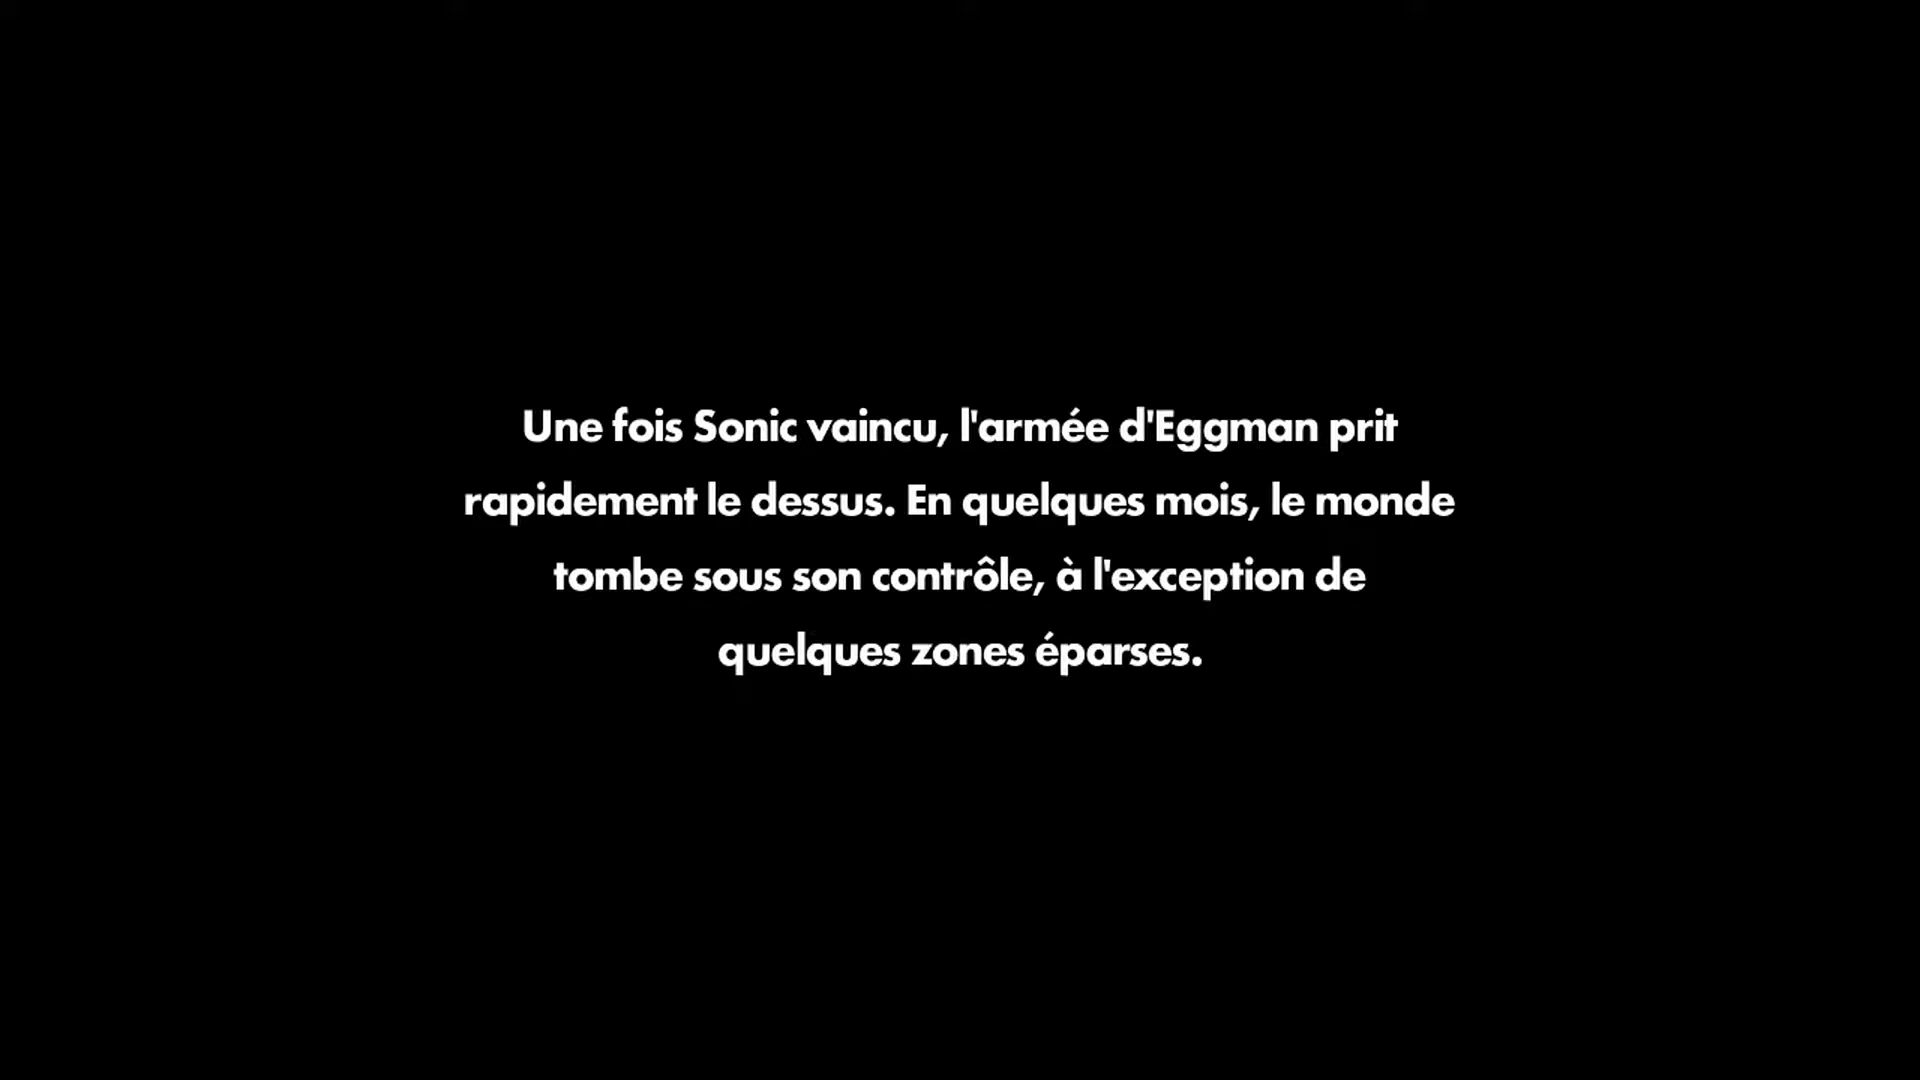 Une fois Sonic vaincu, l'armée d'Eggman prit
rapidement le dessus. En quelques mois, le monde
tombe sous son contrôle, à l'exception de
quelques zones éparses.